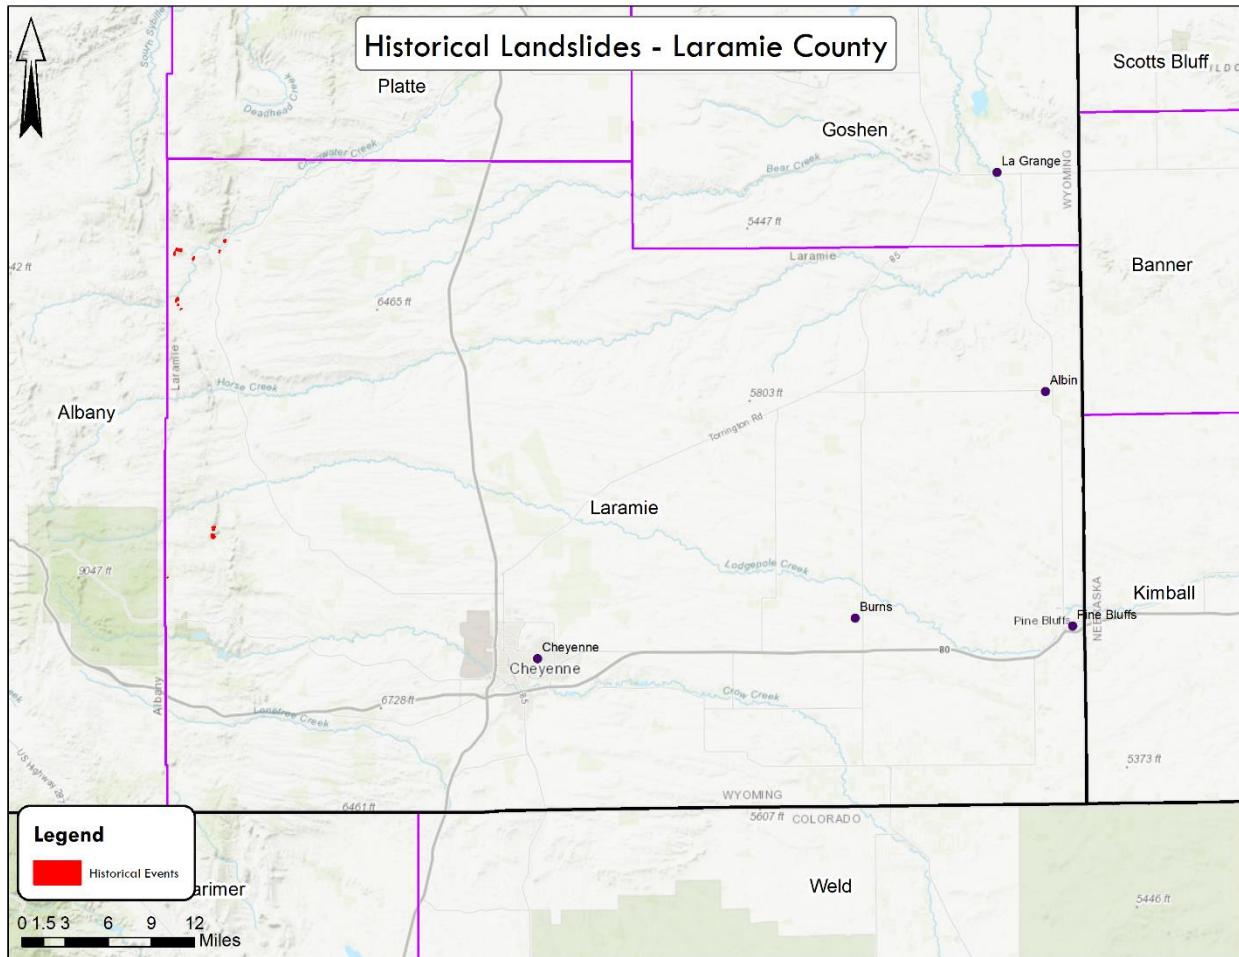 Historical Landslides - Laramie County
Scotts Bluff
Platte
Deadhead Creek
Goshen
Chugwater Creek
Bear Creek
La Grange
WYOMING
5447 ft
Laramie
85
Banner
42 ft
6465 ft
Laramie
Horse Creek
5803 ft
Albin
Albany
Torrington Rd
Laramie
Lodgepole Creek
9047 ft
Burns
NEBRASKA
Kimball
Pine Bluffs
Pine Bluffs
Cheyenne
Cheyenne
80
Albany
6728 ft
85
Crow Creek
Lonetree Creek
US Highway 287
5373 ft
WYOMING
6461 ft
5607 ft
COLORADO
Legend
Historical Events
arimer
Weld
5446 ft
0 1.5 3 6 9 12
Miles